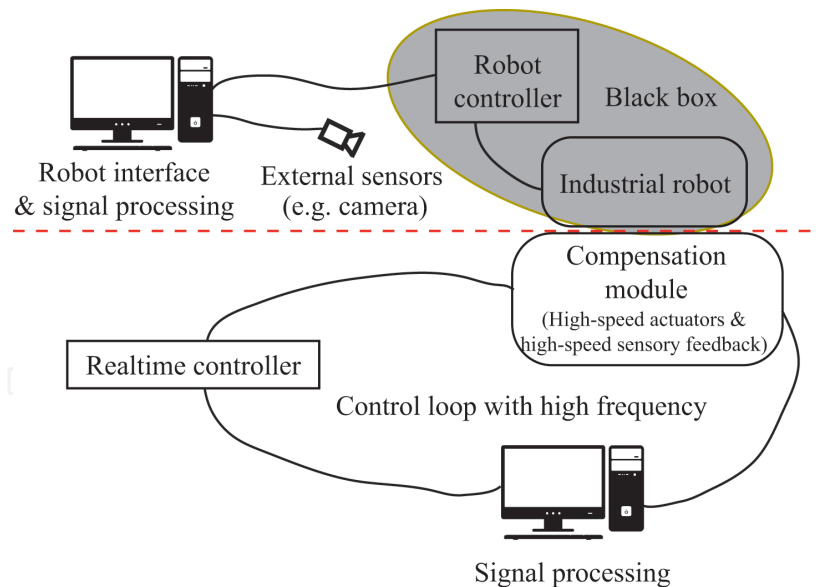 Robot
controller
Black box
Robot interface
& signal processing
External sensors
(e.g. camera)
Industrial robot
Compensation
module
(High-speed actuators &
high-speed sensory feedback)
Realtime controller
Control loop with high frequency
Signal processing